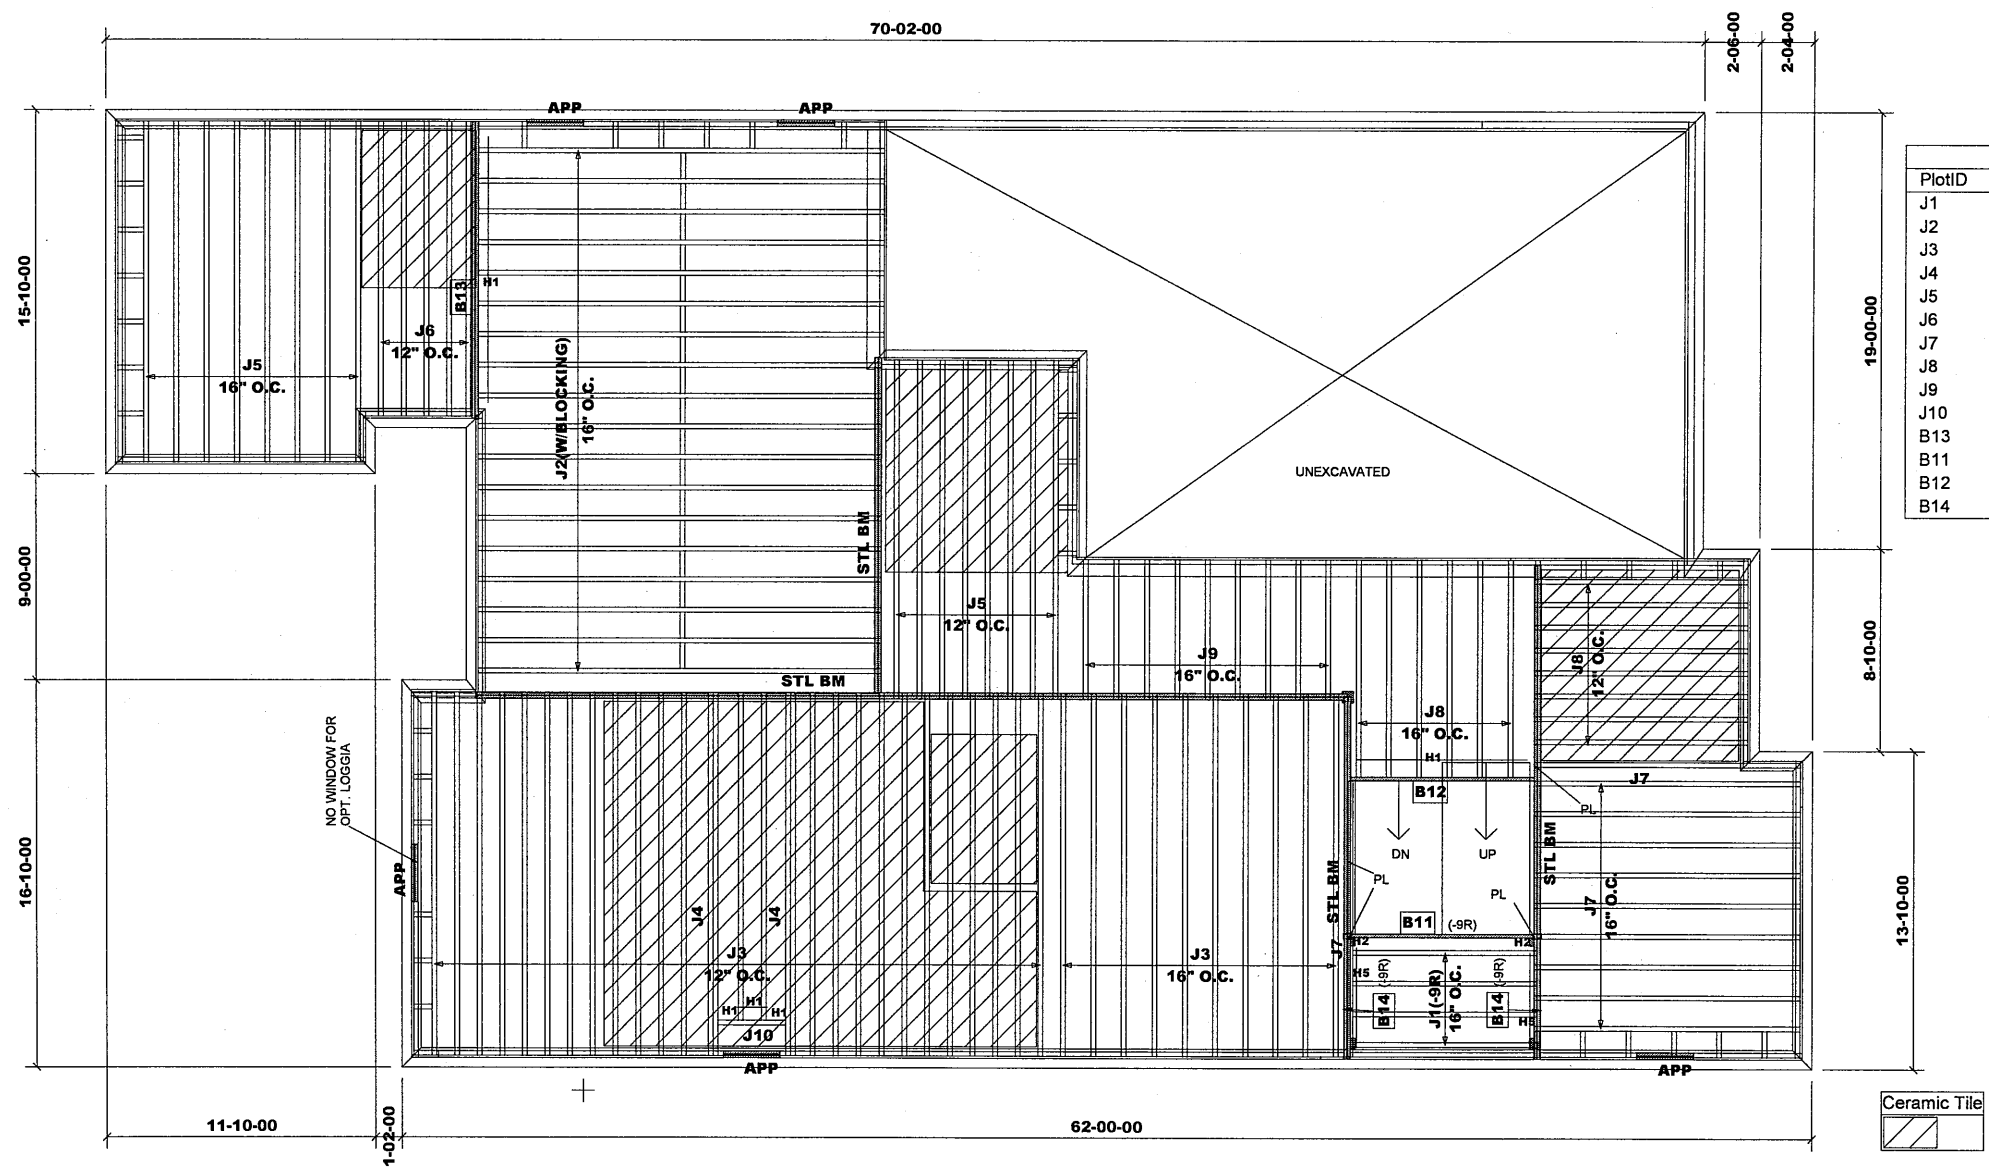 70-02-00
2-06-00
2-04-00
APP
APP
PlotID
J1
J2
J3
J4
J5
J6
J7
J8
J9
J10
B13
B11
B12
B14
15-10-00
H1
B13
J6
12" O.C.
J5
16" O.C.
J2(W/BLOCKING)
16" O.C.
19-00-00
UNEXCAVATED
STL BM
9-00-00
J5
12" O.C.
J9
16" O.C.
J8
12" O.C.
8-10-00
STL BM
J8
16" O.C.
H1
NO WINDOW FOR
OPT. LOGGIA
B12
J7
PL
DN
UP
STL BM
STL BM
PL
PL
16-10-00
APP
J4
J4
B11
(-9R)
J7
16" O.C.
13-10-00
J3
12" O.C.
J3
16" O.C.
J7
H2
H2
H5
(-9R)
B14
J1(-9R)
16" O.C.
(-9R)
B14
H5
H1
H1
H1
J10
APP
APP
Ceramic Tile
11-10-00
1-02-00
62-00-00